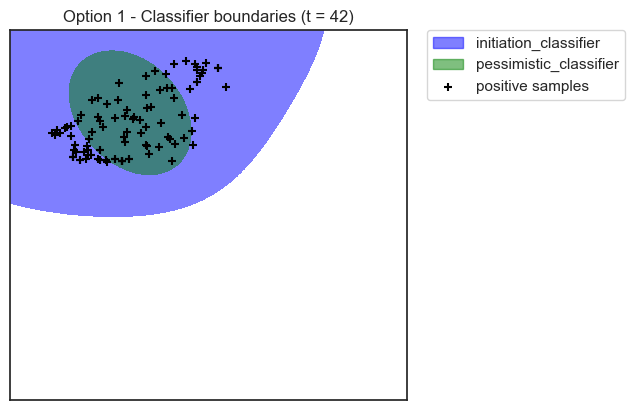 Option 1 - Classifier boundaries (t = 42)
initiation_classifier
pessimistic_classifier
positive samples